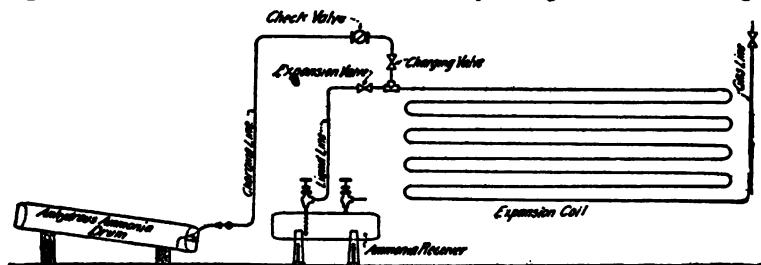 Check Valve
Charging Valve
Expansion Valve
Gas Line
Charging Line
Liquid Line
Anhydrous Ammonia
Drum
Expansion Coil
Ammonia Receiver